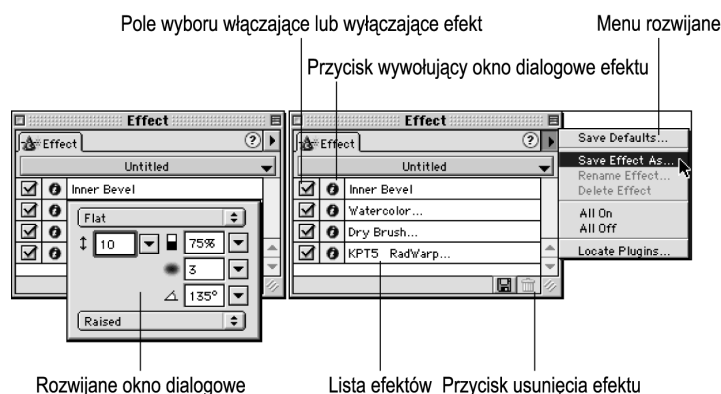 Pole wyboru włączające lub wyłączające efekt
Menu rozwijane
Przycisk wywołujący okno dialogowe efektu
Effect
Effect
?
Untitled
Inner Bevel
Flat
10
75%
3
135°
Raised
Effect
Effect
?
Untitled
Inner Bevel
Watercolor...
Dry Brush...
KPT5 RadWarp...
Save Defaults...
Save Effect As...
Rename Effect...
Delete Effect
All On
All Off
Locate Plugins...
Rozwijane okno dialogowe
Lista efektów
Przycisk usunięcia efektu